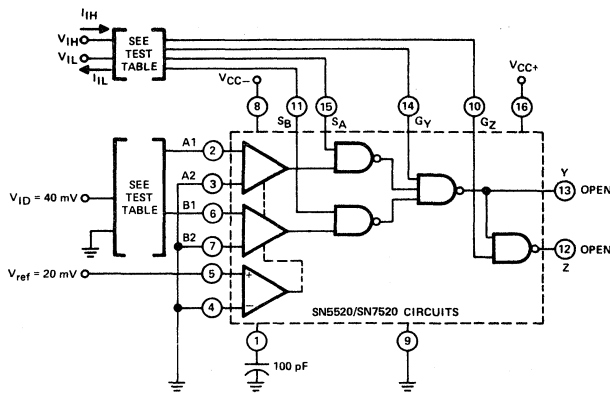 I_IH
V_IH
V_IL
I_IL
SEE
TEST
TABLE
V_CC−
V_CC+
8
11
15
14
10
16
S_B
S_A
G_Y
G_Z
A1
2
A2
3
B1
6
B2
7
5
4
V_ID = 40 mV
SEE
TEST
TABLE
V_ref = 20 mV
+
−
Y
13 OPEN
12 OPEN
Z
SN5520/SN7520 CIRCUITS
1
9
100 pF